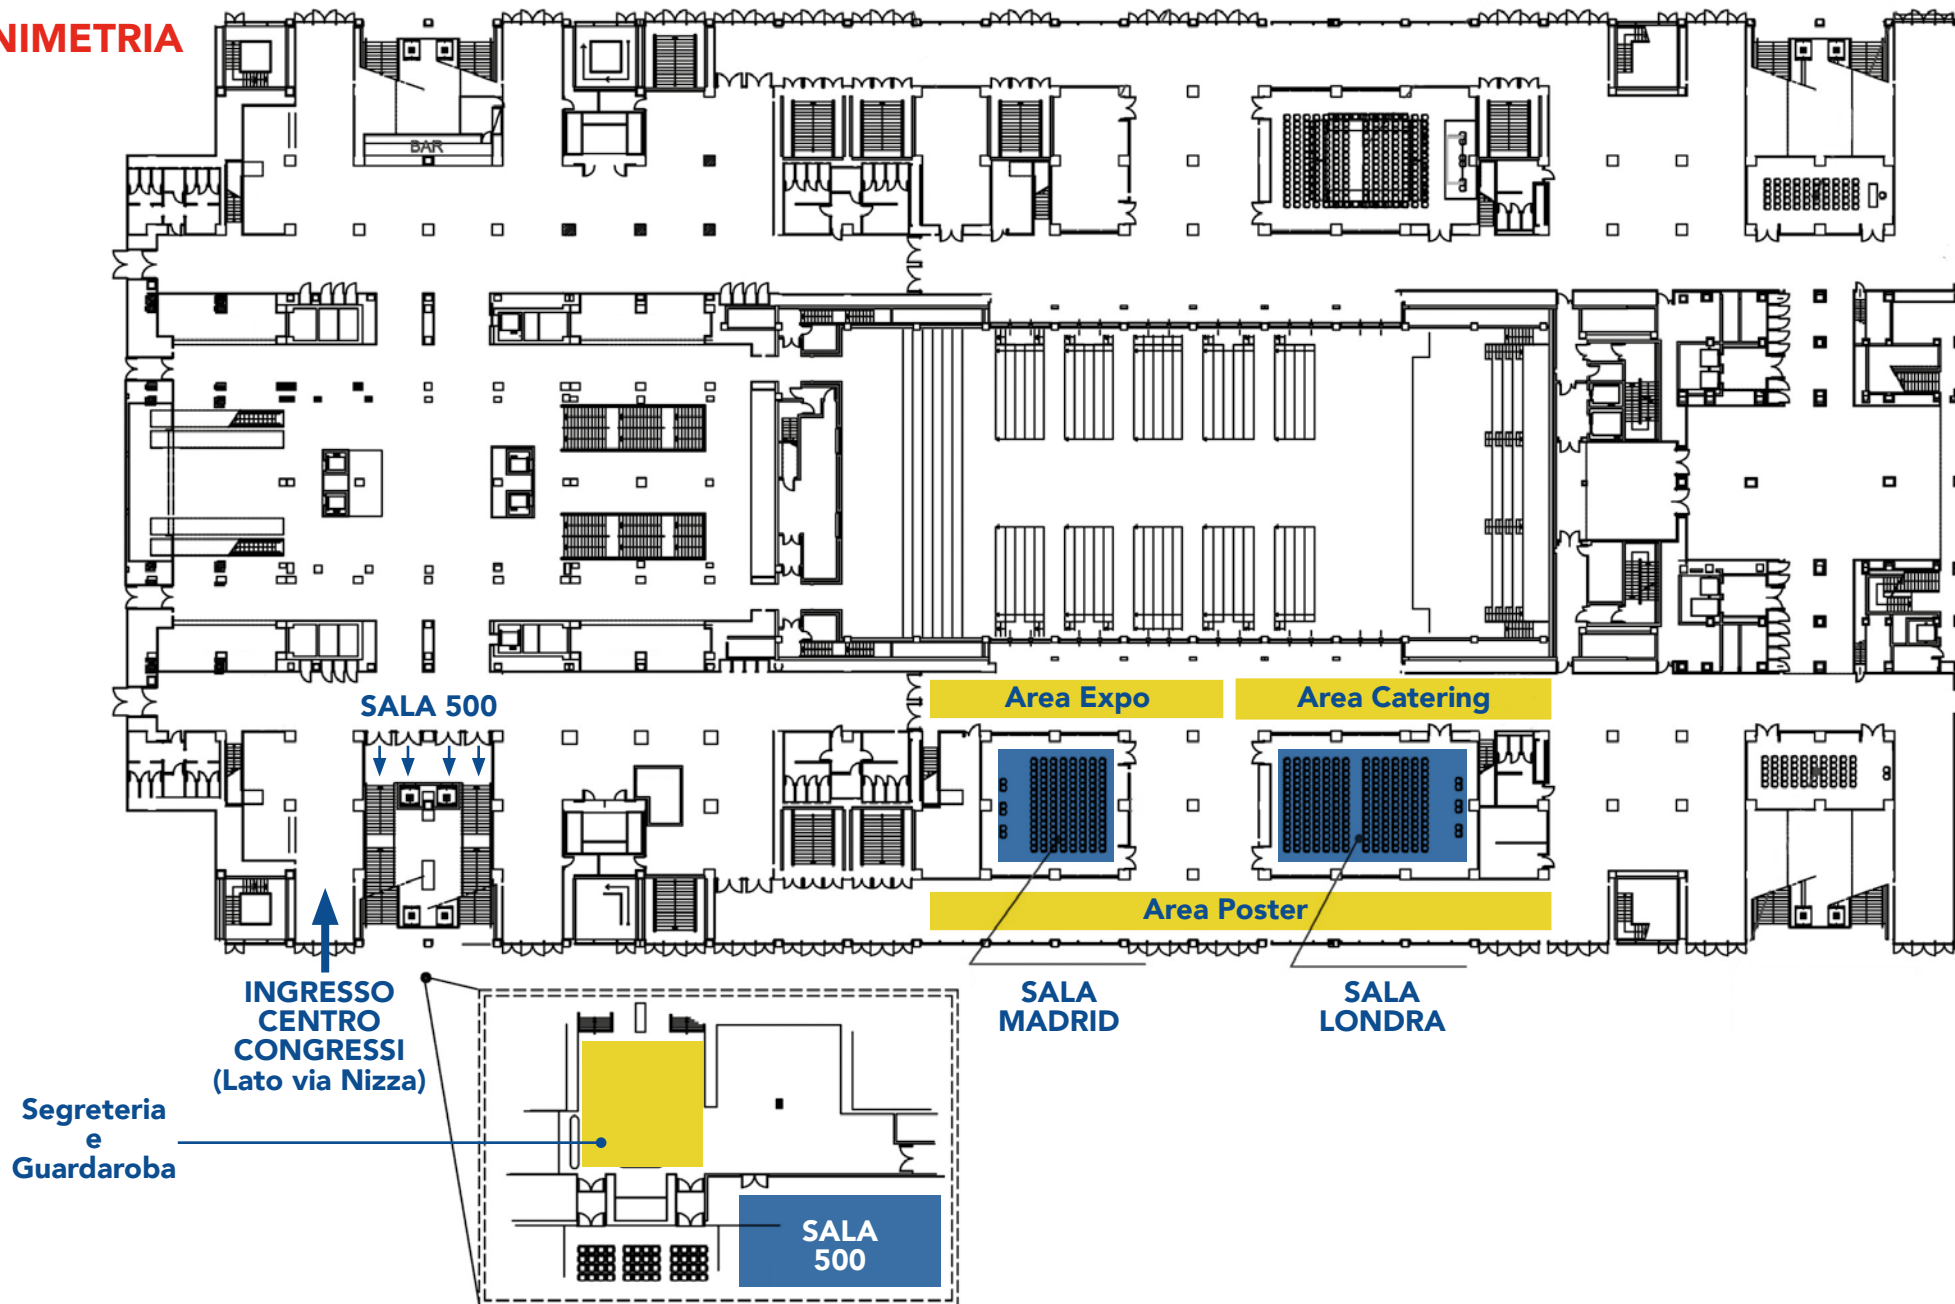 NIMETRIA
BAR
SALA 500
Area Expo
Area Catering
Area Poster
INGRESSO
CENTRO
CONGRESSI
(Lato via Nizza)
SALA
MADRID
SALA
LONDRA
Segreteria
e
Guardaroba
SALA
500